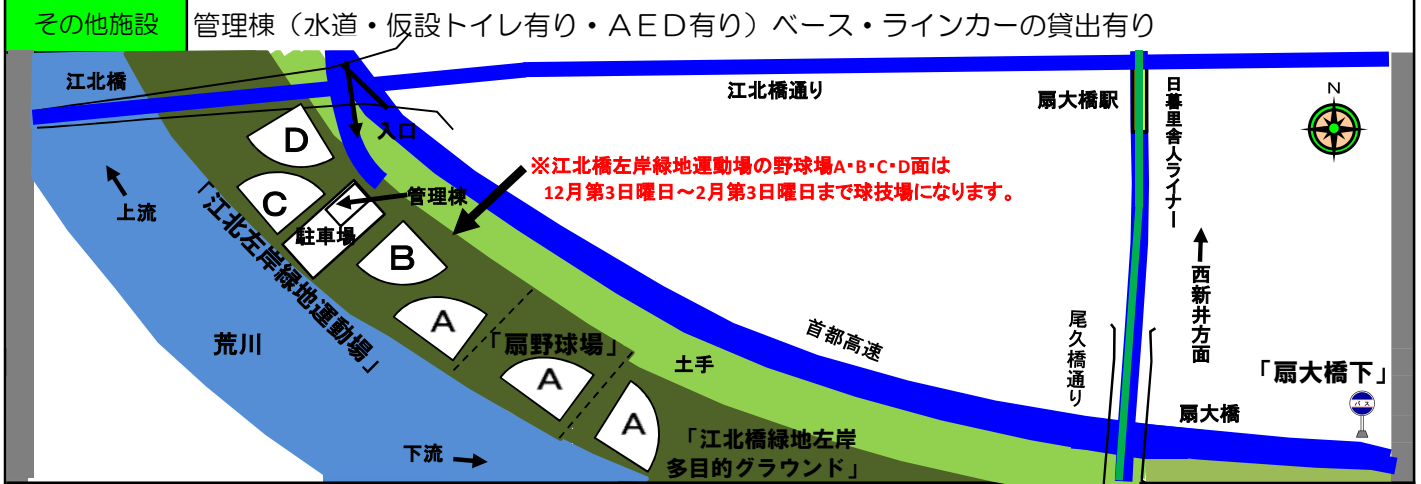 その他施設
管理棟（水道・仮設トイレ有り・ＡＥＤ有り）ベース・ラインカーの貸出有り
江北橋
江北橋通り
扇大橋駅
日暮里舎人ライナー
N
入口
D
※江北橋左岸緑地運動場の野球場A・B・C・D面は
12月第3日曜日～2月第3日曜日まで球技場になります。
上流
C
管理棟
駐車場
「江北左岸緑地運動場」
B
西新井方面
A
荒川
「扇野球場」
首都高速
尾久橋通り
土手
A
「扇大橋下」
バス
扇大橋
A
「江北橋緑地左岸
多目的グラウンド」
下流